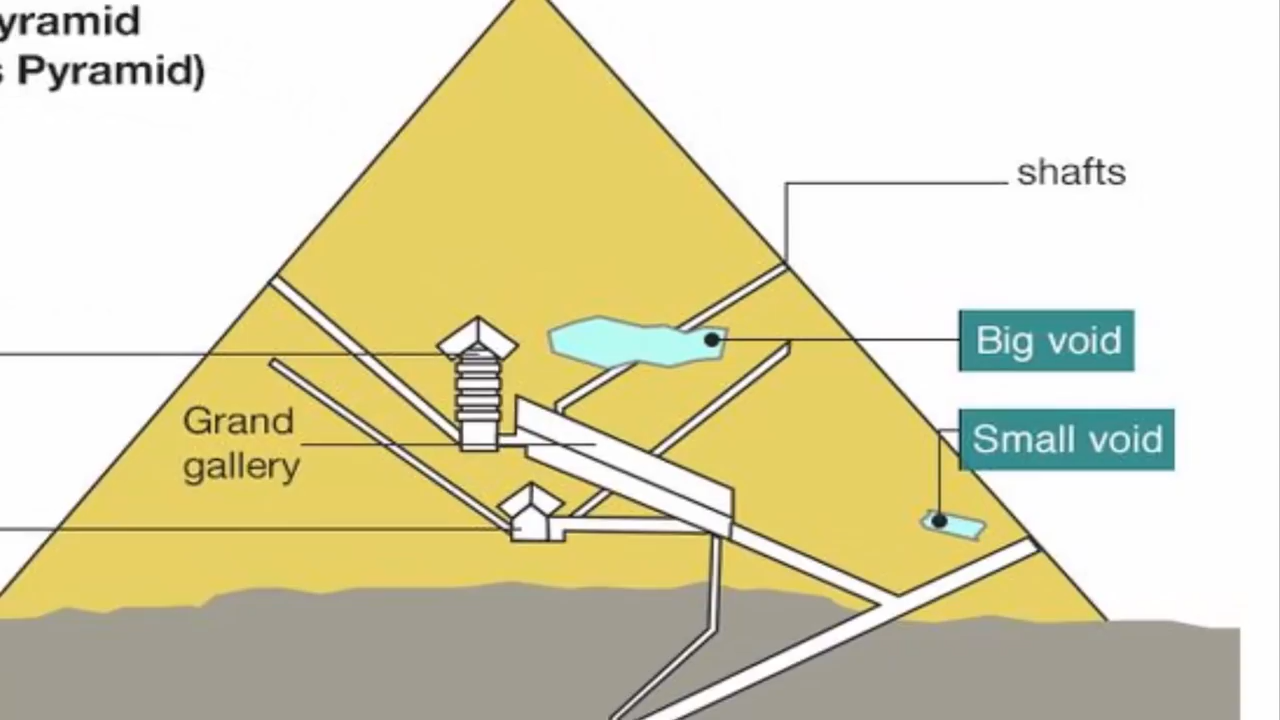 yramid
s Pyramid)
shafts
Big void
Grand
gallery
Small void